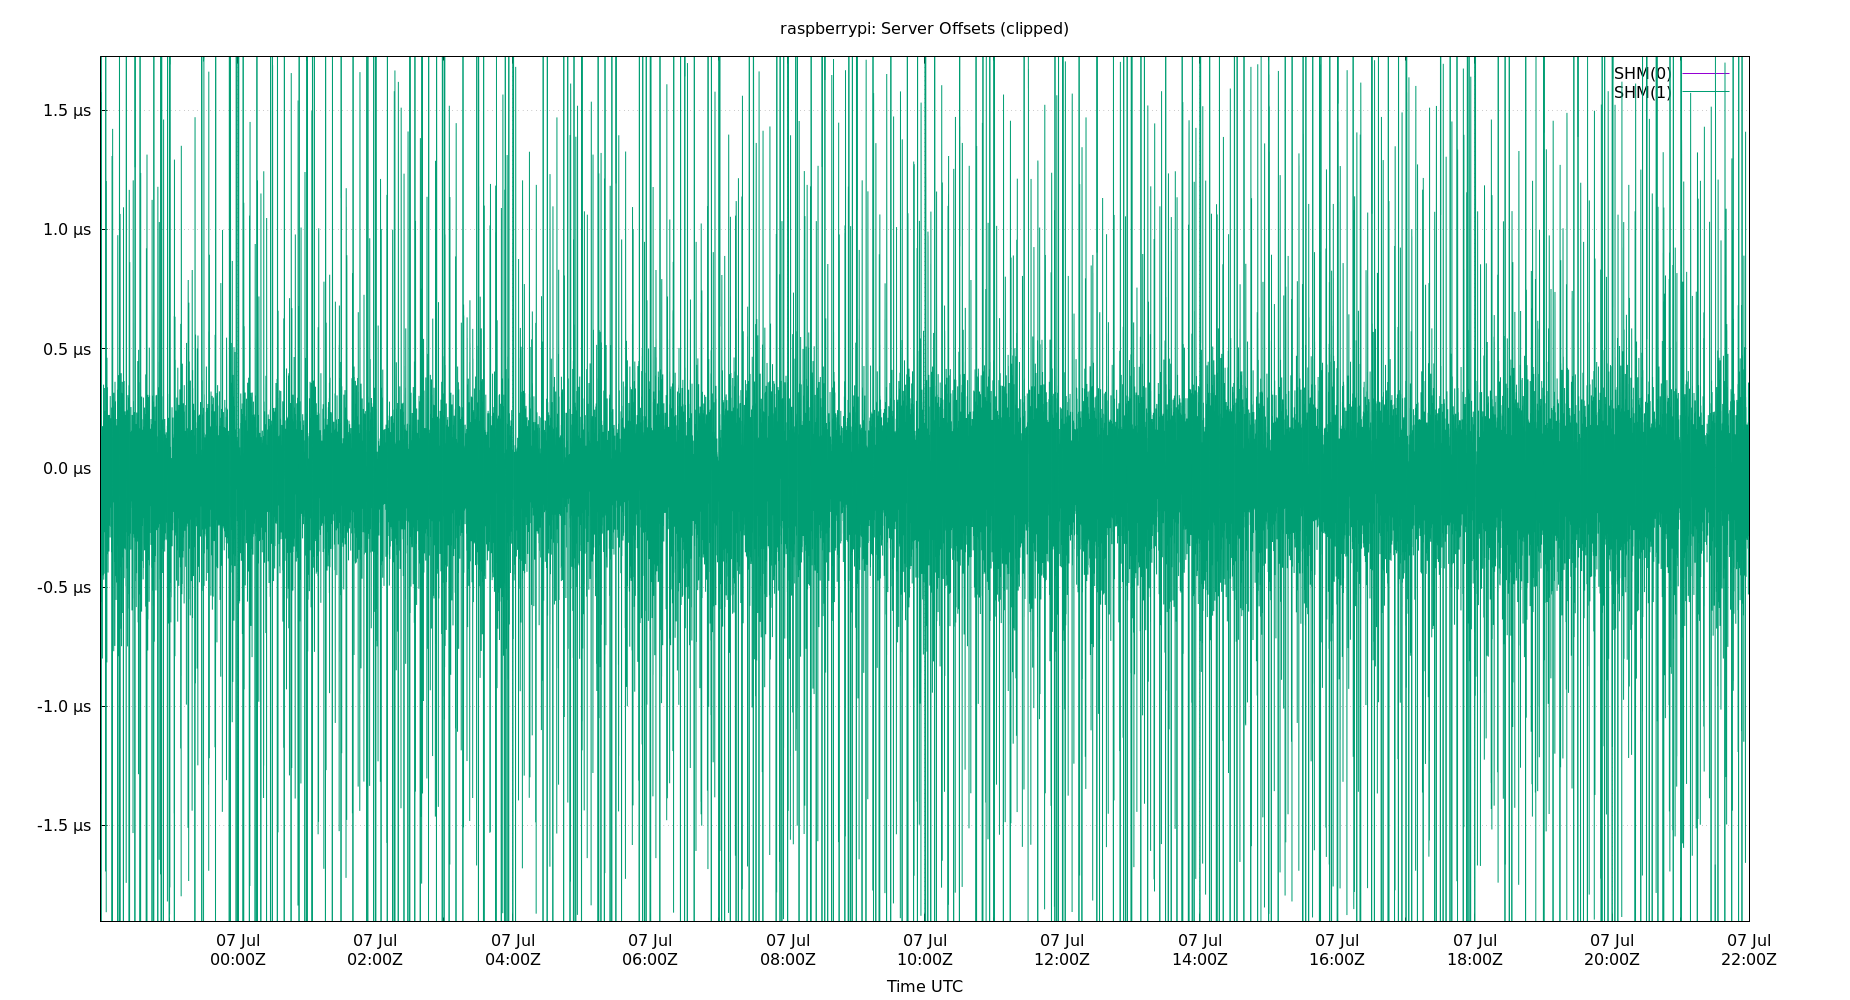 raspberrypi: Server Offsets (clipped)
SHM(0)
SHM(1)
1.5 µs
1.0 µs
0.5 µs
0.0 µs
-0.5 µs
-1.0 µs
-1.5 µs
07 Jul 07 Jul 07 Jul 07 Jul 07 Jul 07 Jul 07 Jul 07 Jul 07 Jul 07 Jul 07 Jul 07 Jul
00:00Z 02:00Z 04:00Z 06:00Z 08:00Z 10:00Z 12:00Z 14:00Z 16:00Z 18:00Z 20:00Z 22:00Z
Time UTC